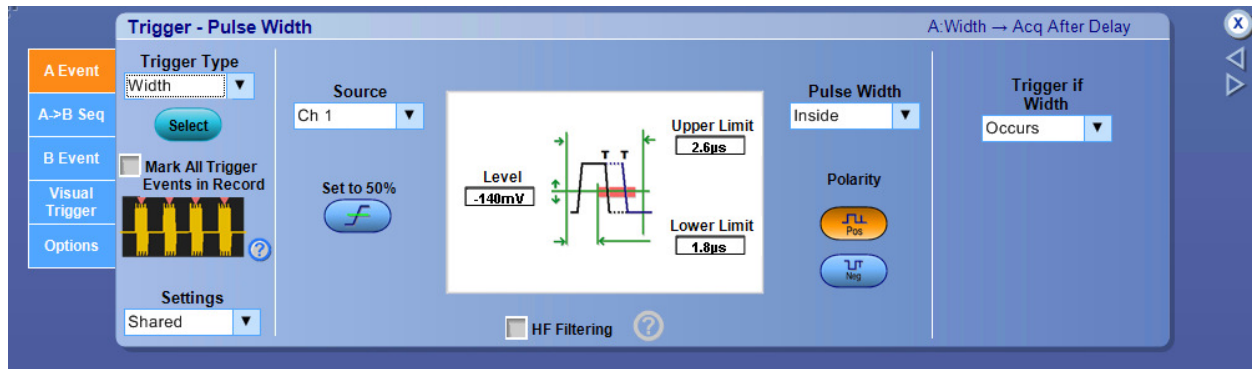 Trigger - Pulse Width
A:Width → Acq After Delay
X
A Event
A->B Seq
B Event
Visual
Trigger
Options
Trigger Type
Width
Select
Mark All Trigger
Events in Record
?
Settings
Shared
Source
Ch 1
Set to 50%
Level
-140mV
T T
Upper Limit
2.6µs
Lower Limit
1.8µs
HF Filtering
?
Pulse Width
Inside
Polarity
Pos
Neg
Trigger if
Width
Occurs